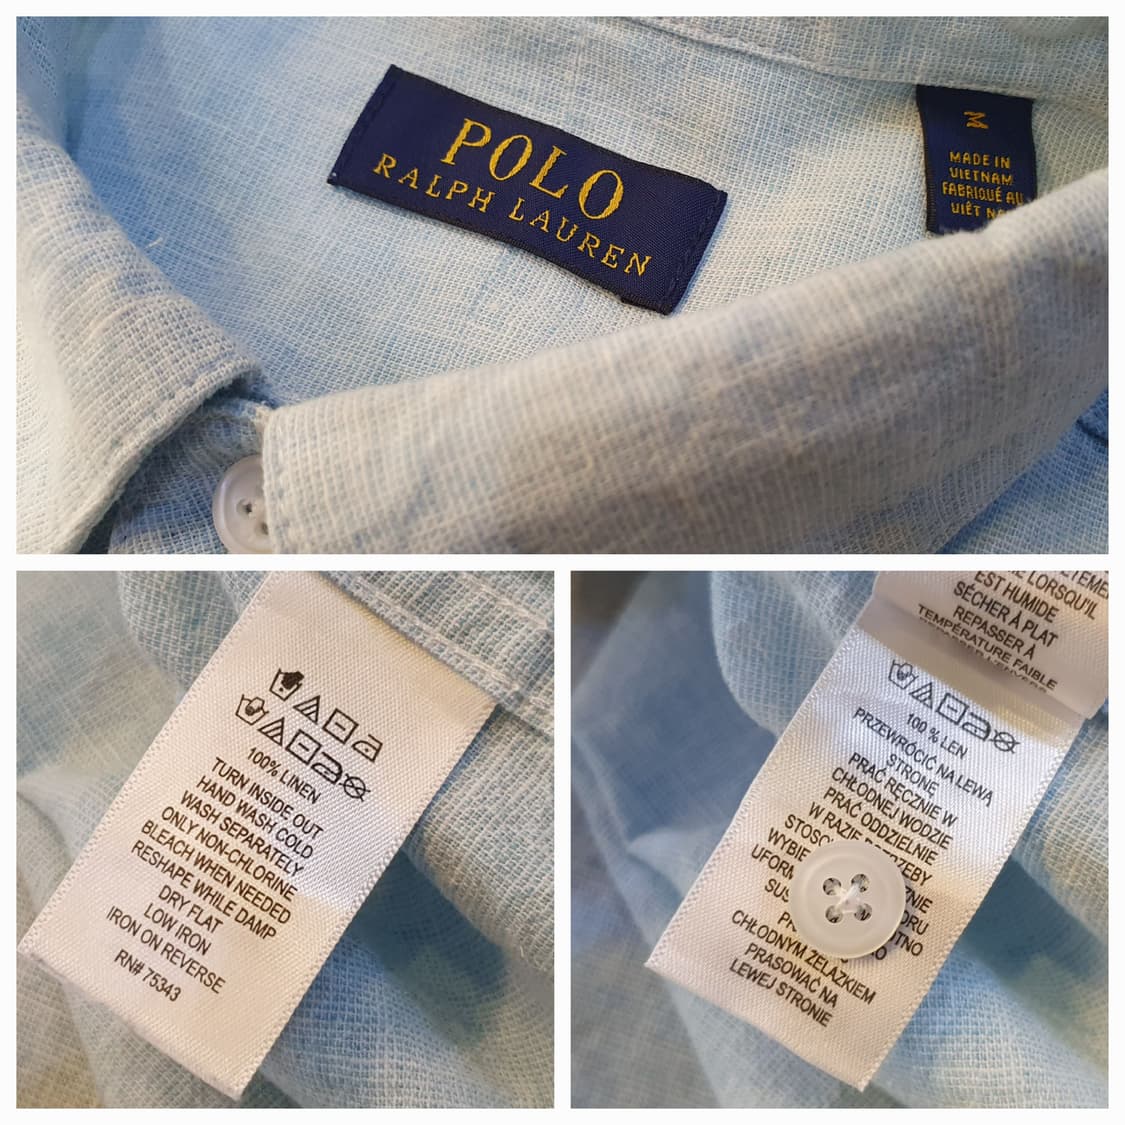 POLO
RALPH LAUREN
M
MADE IN
VIETNAM
FABRIQUÉ AU
VIÊT
100% LINEN
TURN INSIDE OUT
HAND WASH COLD
WASH SEPARATELY
ONLY NON-CHLORINE
BLEACH WHEN NEEDED
RESHAPE WHILE DAMP
DRY FLAT
LOW IRON
IRON ON REVERSE
RN# 75343
LORSQU'IL
EST HUMIDE
SÉCHER À PLAT
REPASSER À
TEMPÉRATURE FAIBLE
100 % LEN
PRZEWRÓCIĆ NA LEWĄ
STRONĘ
PRAĆ RĘCZNIE W
CHŁODNEJ WODZIE
PRAĆ ODDZIELNIE
W RAZIE
CHŁODNYM ŻELAZKIEM
PRASOWAĆ NA
LEWEJ STRONIE